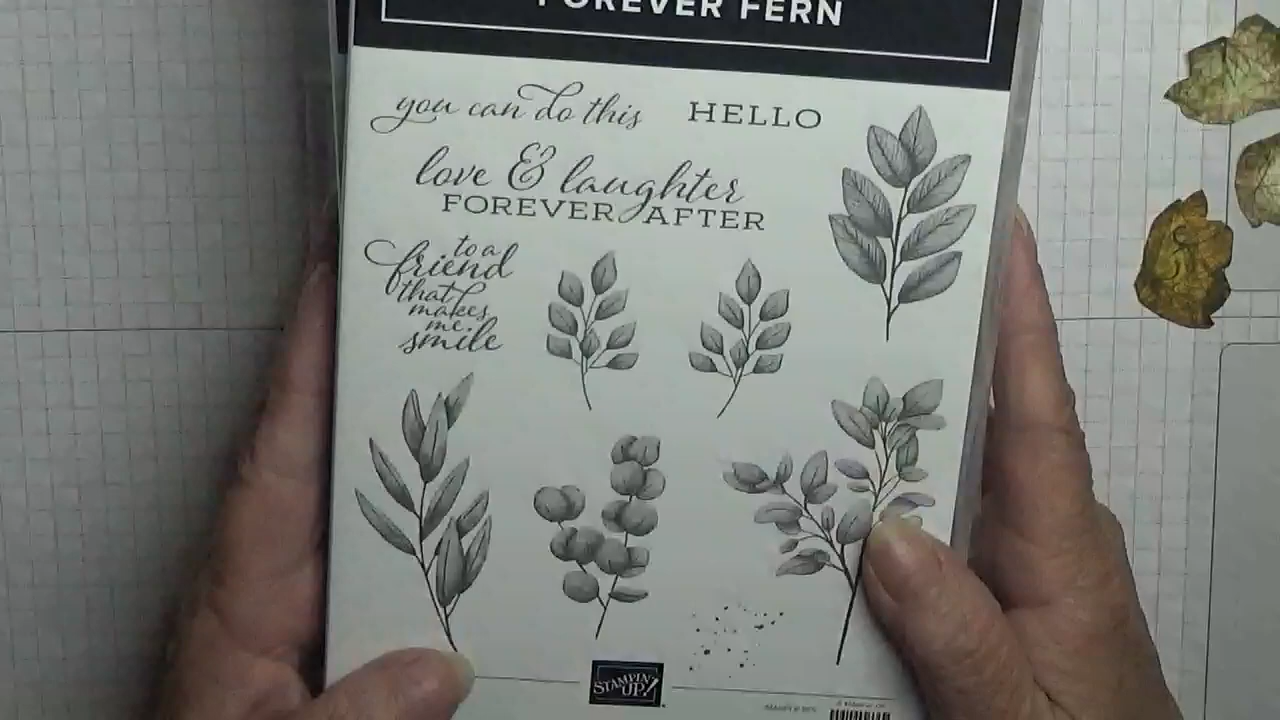 FOREVER FERN
you can do this
HELLO
love & laughter
FOREVER AFTER
to a
friend
that
makes
me
smile
STAMPIN' UP!